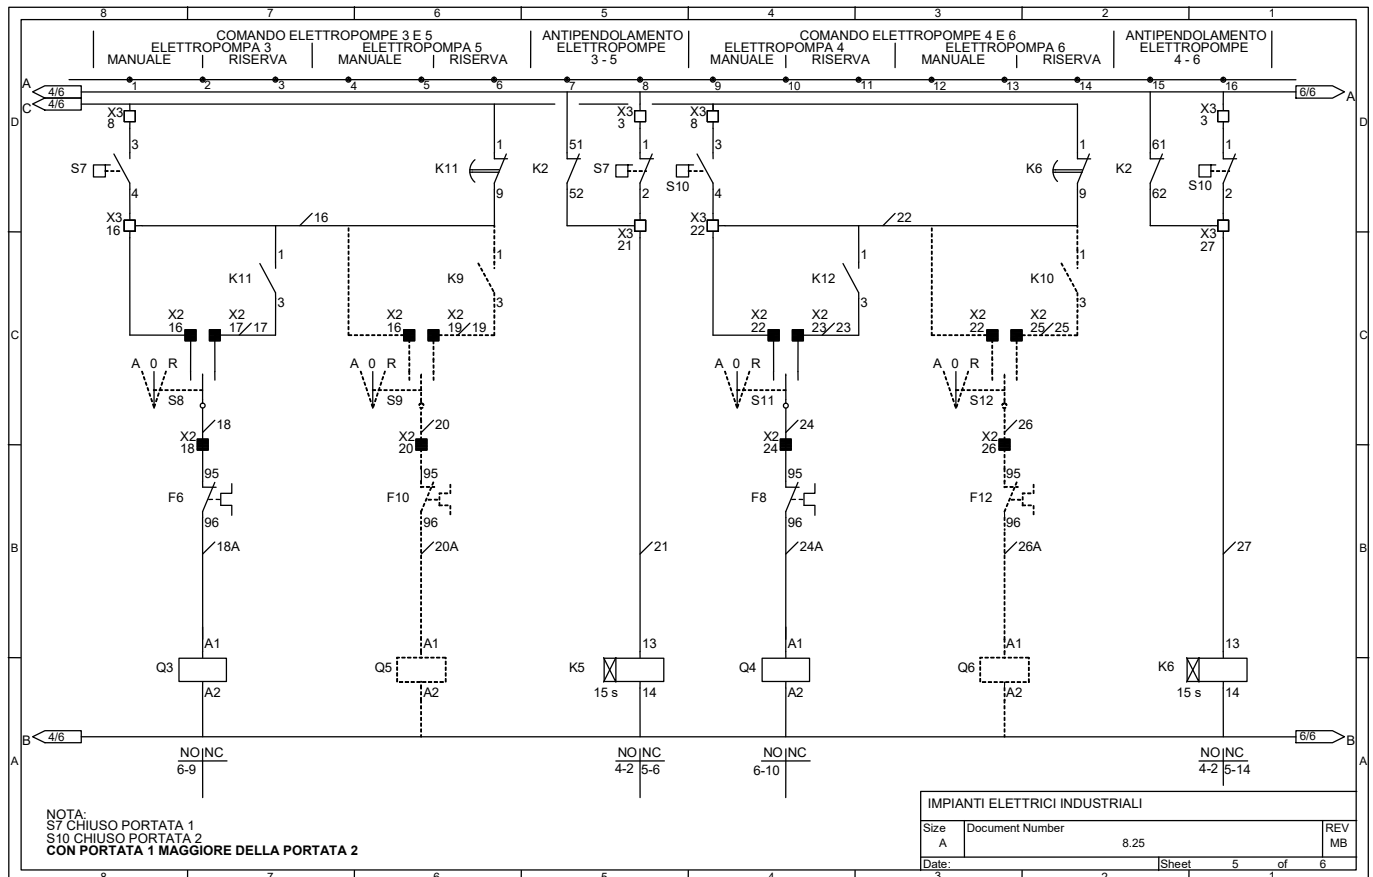 8 7 6 5 4 3 2 1
COMANDO ELETTROPOMPE 3 E 5
ELETTROPOMPA 3
MANUALE RISERVA
ELETTROPOMPA 5
MANUALE RISERVA
ANTIPENDOLAMENTO
ELETTROPOMPE
3 - 5
COMANDO ELETTROPOMPE 4 E 6
ELETTROPOMPA 4
MANUALE RISERVA
ELETTROPOMPA 6
MANUALE RISERVA
ANTIPENDOLAMENTO
ELETTROPOMPE
4 - 6
A 1 2 3 4 5 6 7 8 9 10 11 12 13 14 15 16
4/6 6/6 A
C 4/6
D X3 X3 X3 X3 D
8 3 8 3
3 1 51 1 3 1 61 1
S7 K11 K2 S7 S10 K6 K2 S10
4 9 52 2 4 9 62 2
X3 16 X3 X3 22 X3
16 21 22 27
1 1 1 1
K11 K9 K12 K10
3 3 3 3
X2 X2 X2 X2 X2 X2 X2 X2
C 16 17 17 16 19 19 22 23 23 22 25 25 C
A 0 R A 0 R A 0 R A 0 R
S8 S9 S11 S12
18 20 24 26
X2 X2 X2 X2
18 20 24 26
95 95 95 95
F6 F10 F8 F12
96 96 96 96
B 18A 20A 21 24A 26A 27 B
A1 A1 13 A1 A1 13
Q3 Q5 K5 Q4 Q6 K6
A2 A2 15 s 14 A2 A2 15 s 14
B 4/6 6/6 B
NO NC NO NC NO NC NO NC
A 6-9 4-2 5-6 6-10 4-2 5-14 A
NOTA:
S7 CHIUSO PORTATA 1
S10 CHIUSO PORTATA 2
CON PORTATA 1 MAGGIORE DELLA PORTATA 2
IMPIANTI ELETTRICI INDUSTRIALI
Size Document Number REV
A 8.25 MB
Date: Sheet 5 of 6
8 7 6 5 4 3 2 1